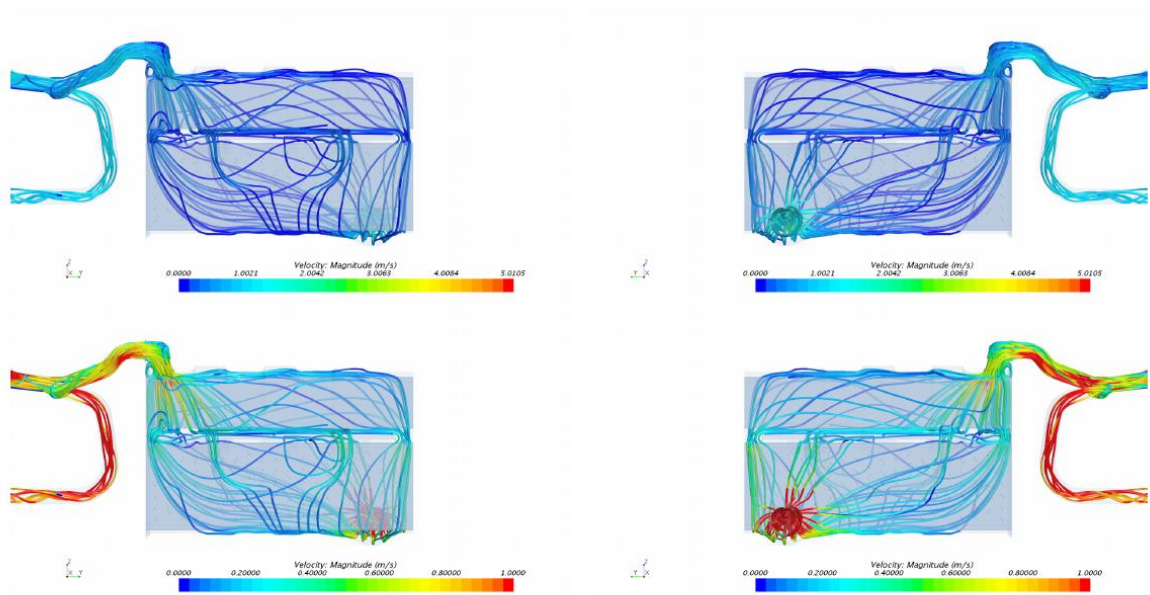 Z
X Y
Velocity: Magnitude (m/s)
0.0000 1.0021 2.0042 3.0063 4.0084 5.0105
Z
Y X
Velocity: Magnitude (m/s)
0.0000 1.0021 2.0042 3.0063 4.0084 5.0105
Z
X Y
Velocity: Magnitude (m/s)
0.0000 0.20000 0.40000 0.60000 0.80000 1.0000
Z
Y X
Velocity: Magnitude (m/s)
0.0000 0.20000 0.40000 0.60000 0.80000 1.0000